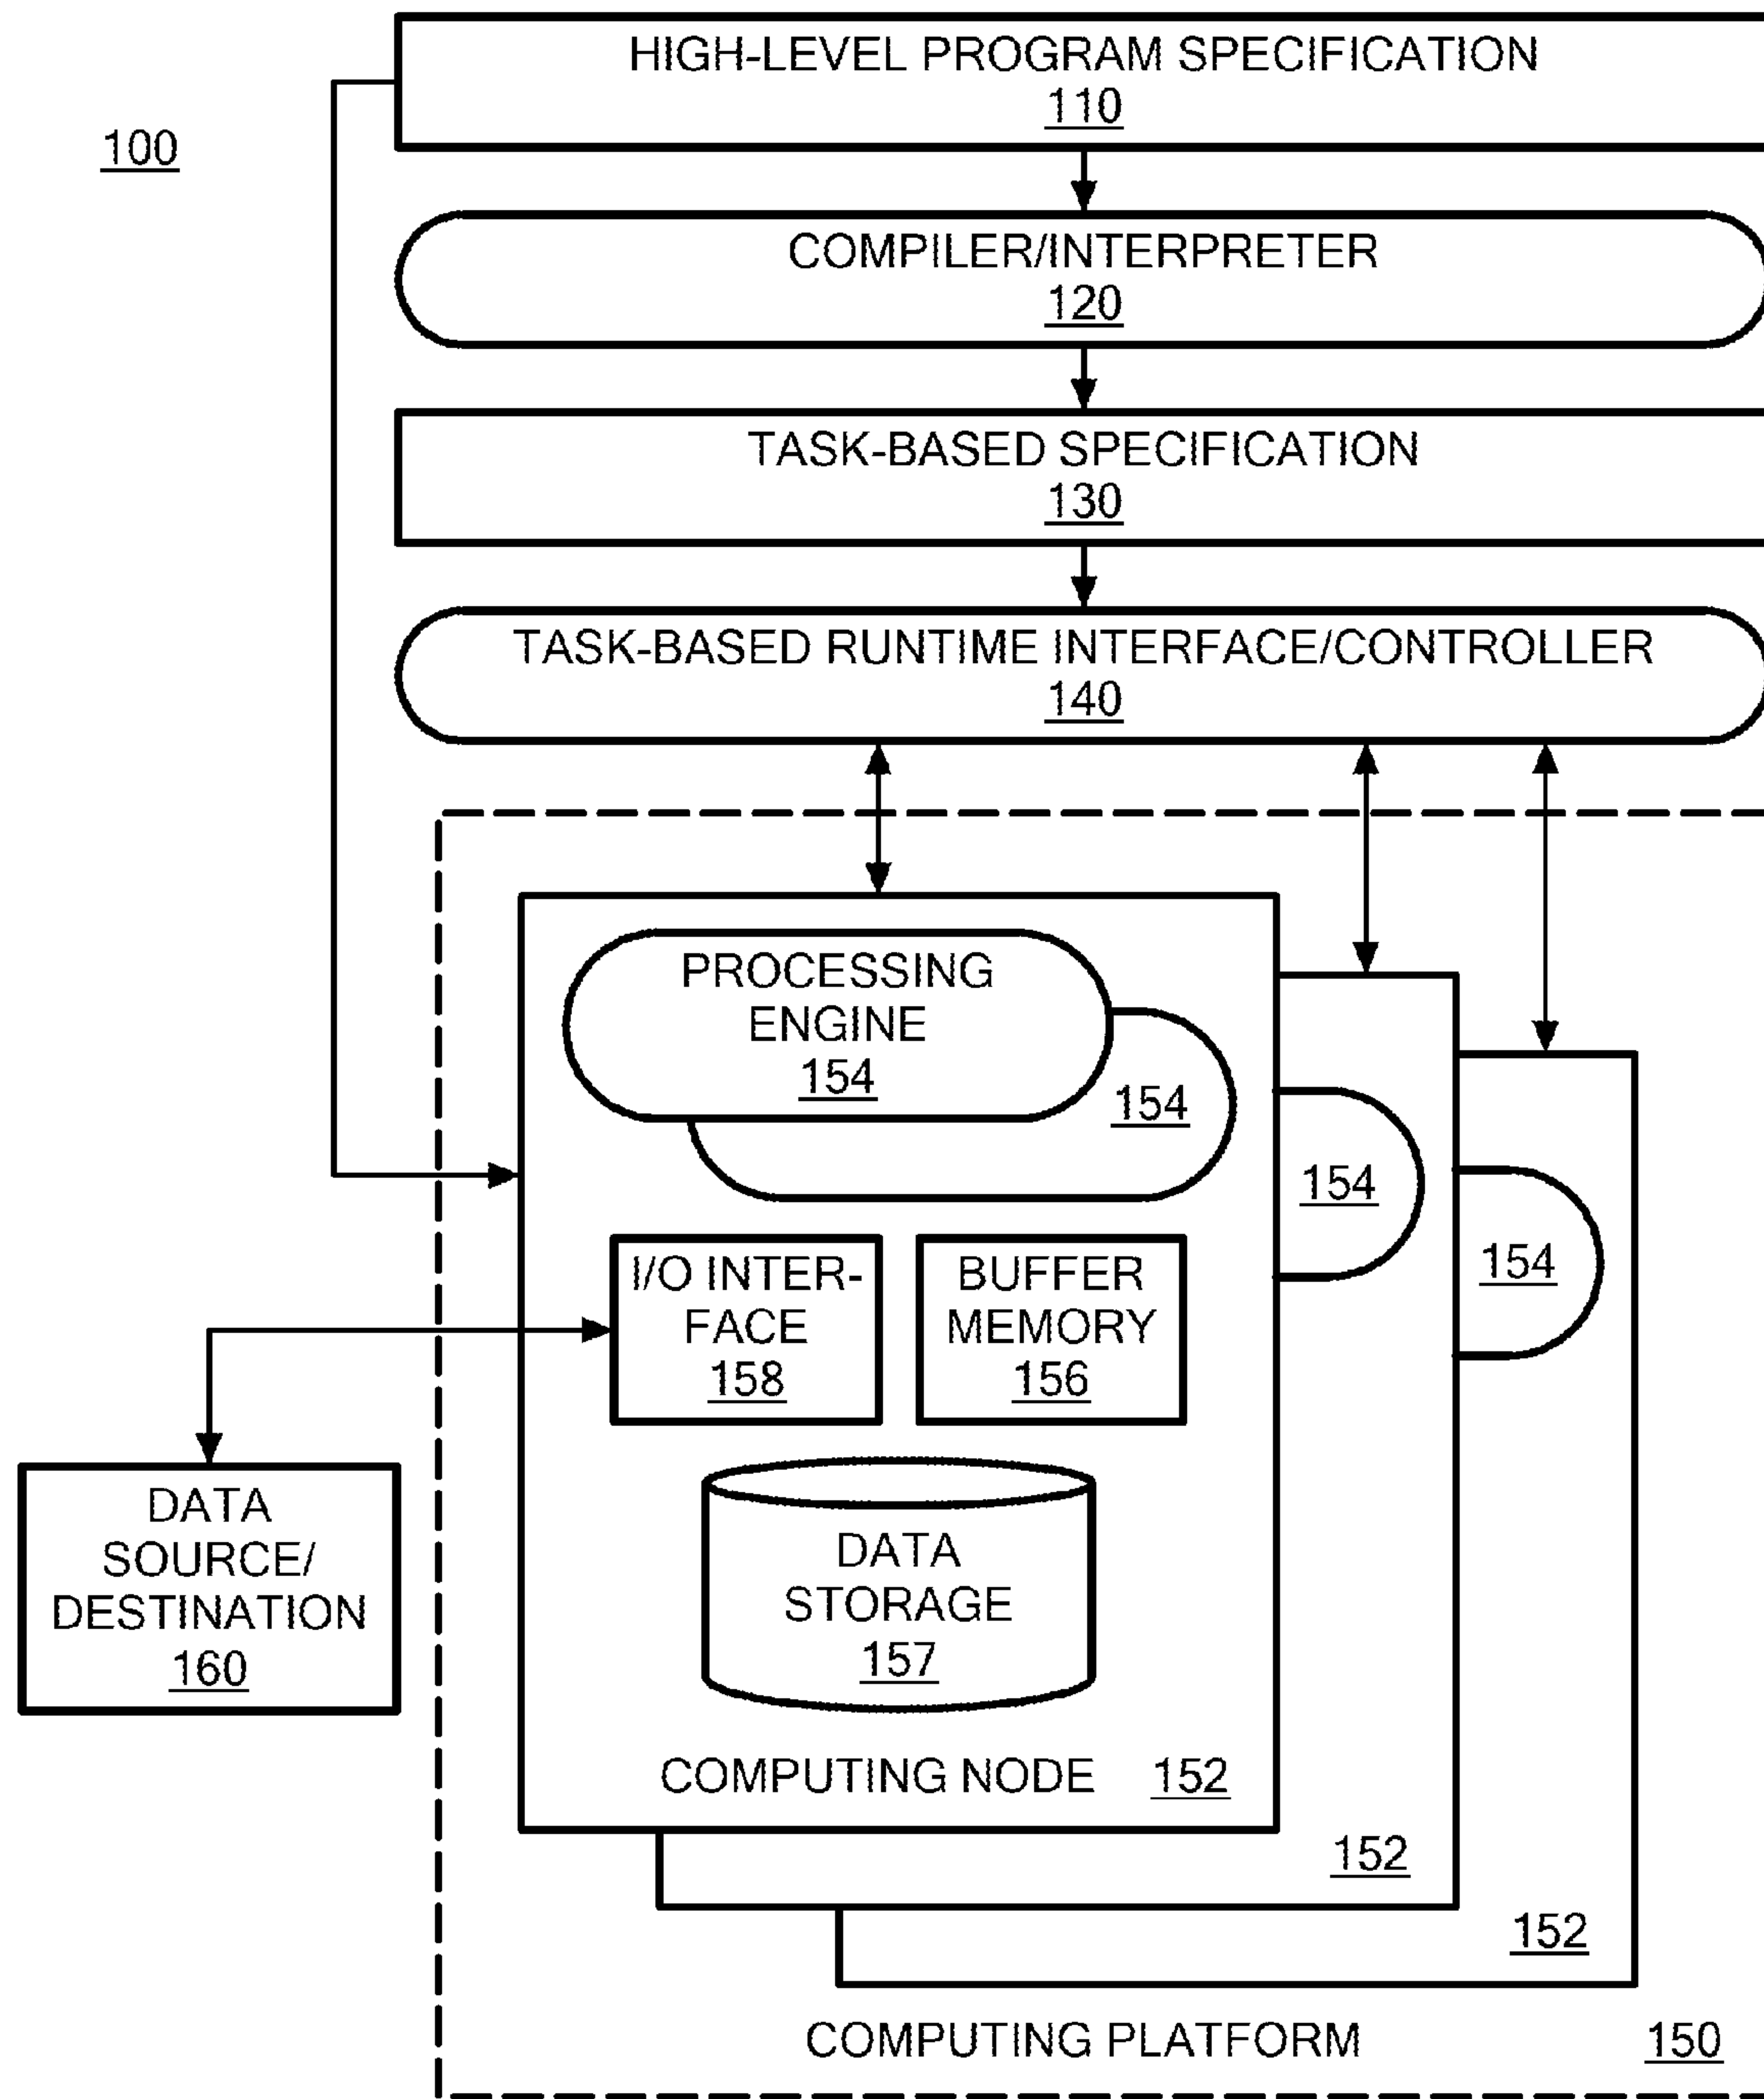 HIGH-LEVEL PROGRAM SPECIFICATION
110
100
COMPILER/INTERPRETER
120
TASK-BASED SPECIFICATION
130
TASK-BASED RUNTIME INTERFACE/CONTROLLER
140
PROCESSING
ENGINE
154
154
154
154
I/O INTER-
FACE
158
BUFFER
MEMORY
156
DATA
SOURCE/
DESTINATION
160
DATA
STORAGE
157
COMPUTING NODE 152
152
152
COMPUTING PLATFORM 150